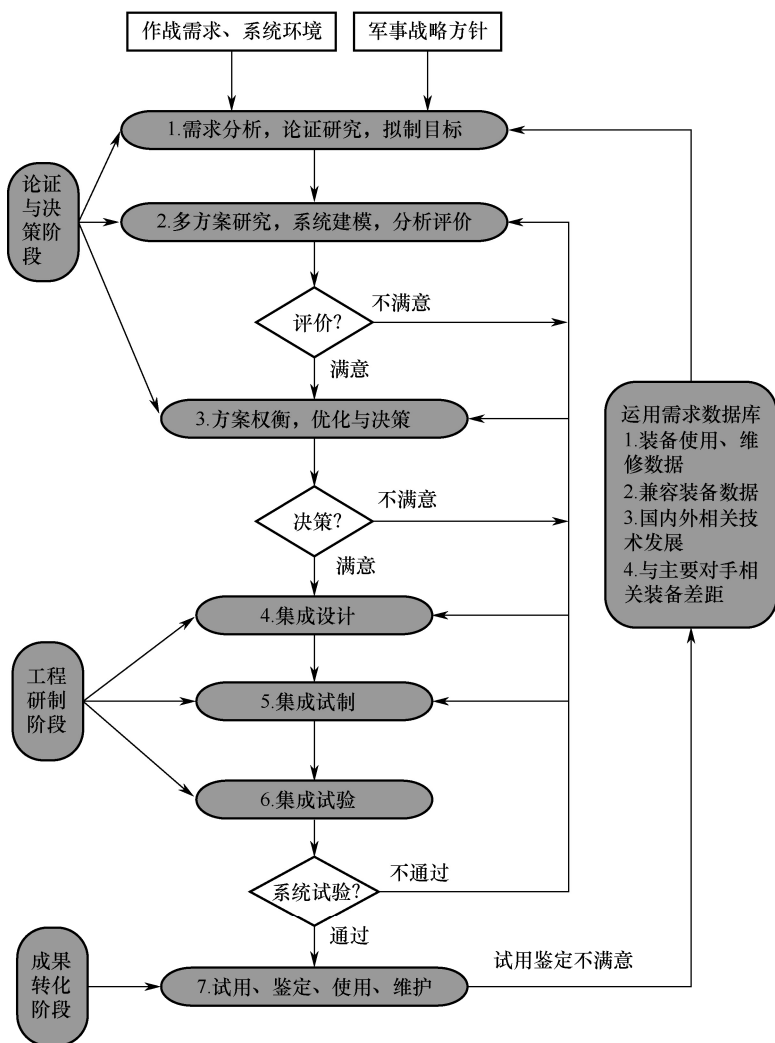 作战需求、系统环境
军事战略方针
1.需求分析，论证研究，拟制目标
论证
与决
策阶
段
2.多方案研究，系统建模，分析评价
不满意
评价?
满意
3.方案权衡，优化与决策
运用需求数据库
1.装备使用、维
修数据
2.兼容装备数据
3.国内外相关技
术发展
4.与主要对手相
关装备差距
不满意
决策?
满意
4.集成设计
工程
研制
阶段
5.集成试制
6.集成试验
不通过
系统试验?
通过
成果
转化
阶段
7.试用、鉴定、使用、维护
试用鉴定不满意